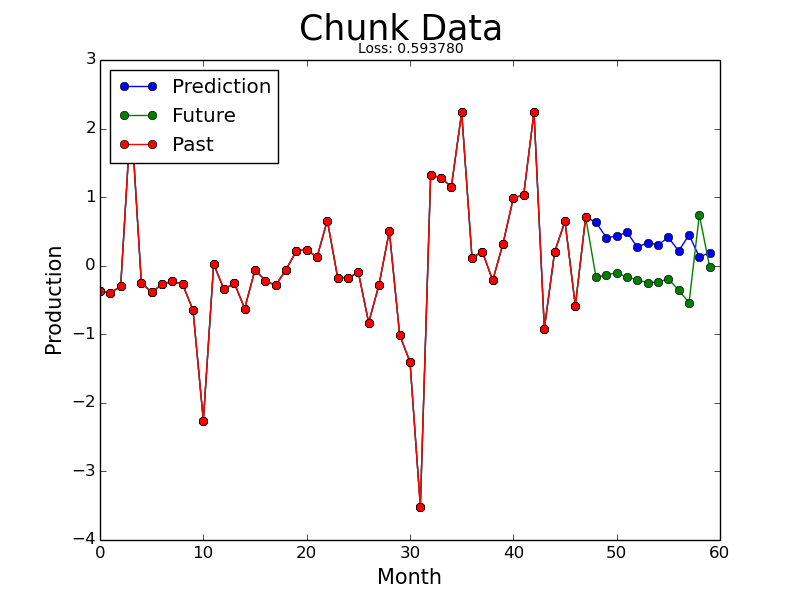 Chunk Data
Loss: 0.593780
3
2
1
0
−1
−2
−3
−4
Prediction
Future
Past
Production
0 10 20 30 40 50 60
Month